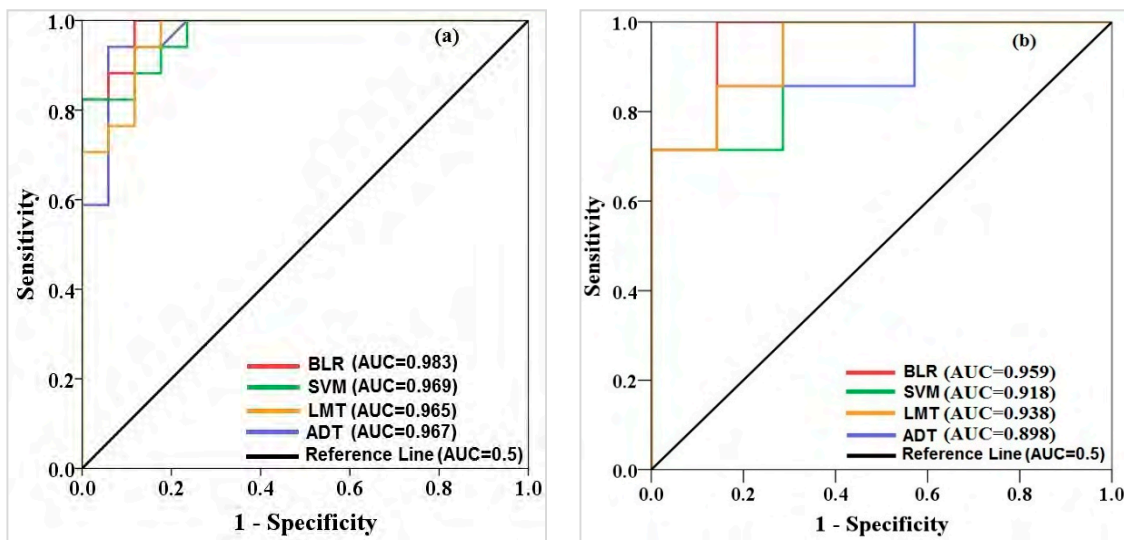 (a)
1.0
0.8
0.6
0.4
0.2
0.0
Sensitivity
BLR (AUC=0.983)
SVM (AUC=0.969)
LMT (AUC=0.965)
ADT (AUC=0.967)
Reference Line (AUC=0.5)
0.0 0.2 0.4 0.6 0.8 1.0
1 - Specificity
(b)
1.0
0.8
0.6
0.4
0.2
0.0
Sensitivity
BLR (AUC=0.959)
SVM (AUC=0.918)
LMT (AUC=0.938)
ADT (AUC=0.898)
Reference Line (AUC=0.5)
0.0 0.2 0.4 0.6 0.8 1.0
1 - Specificity